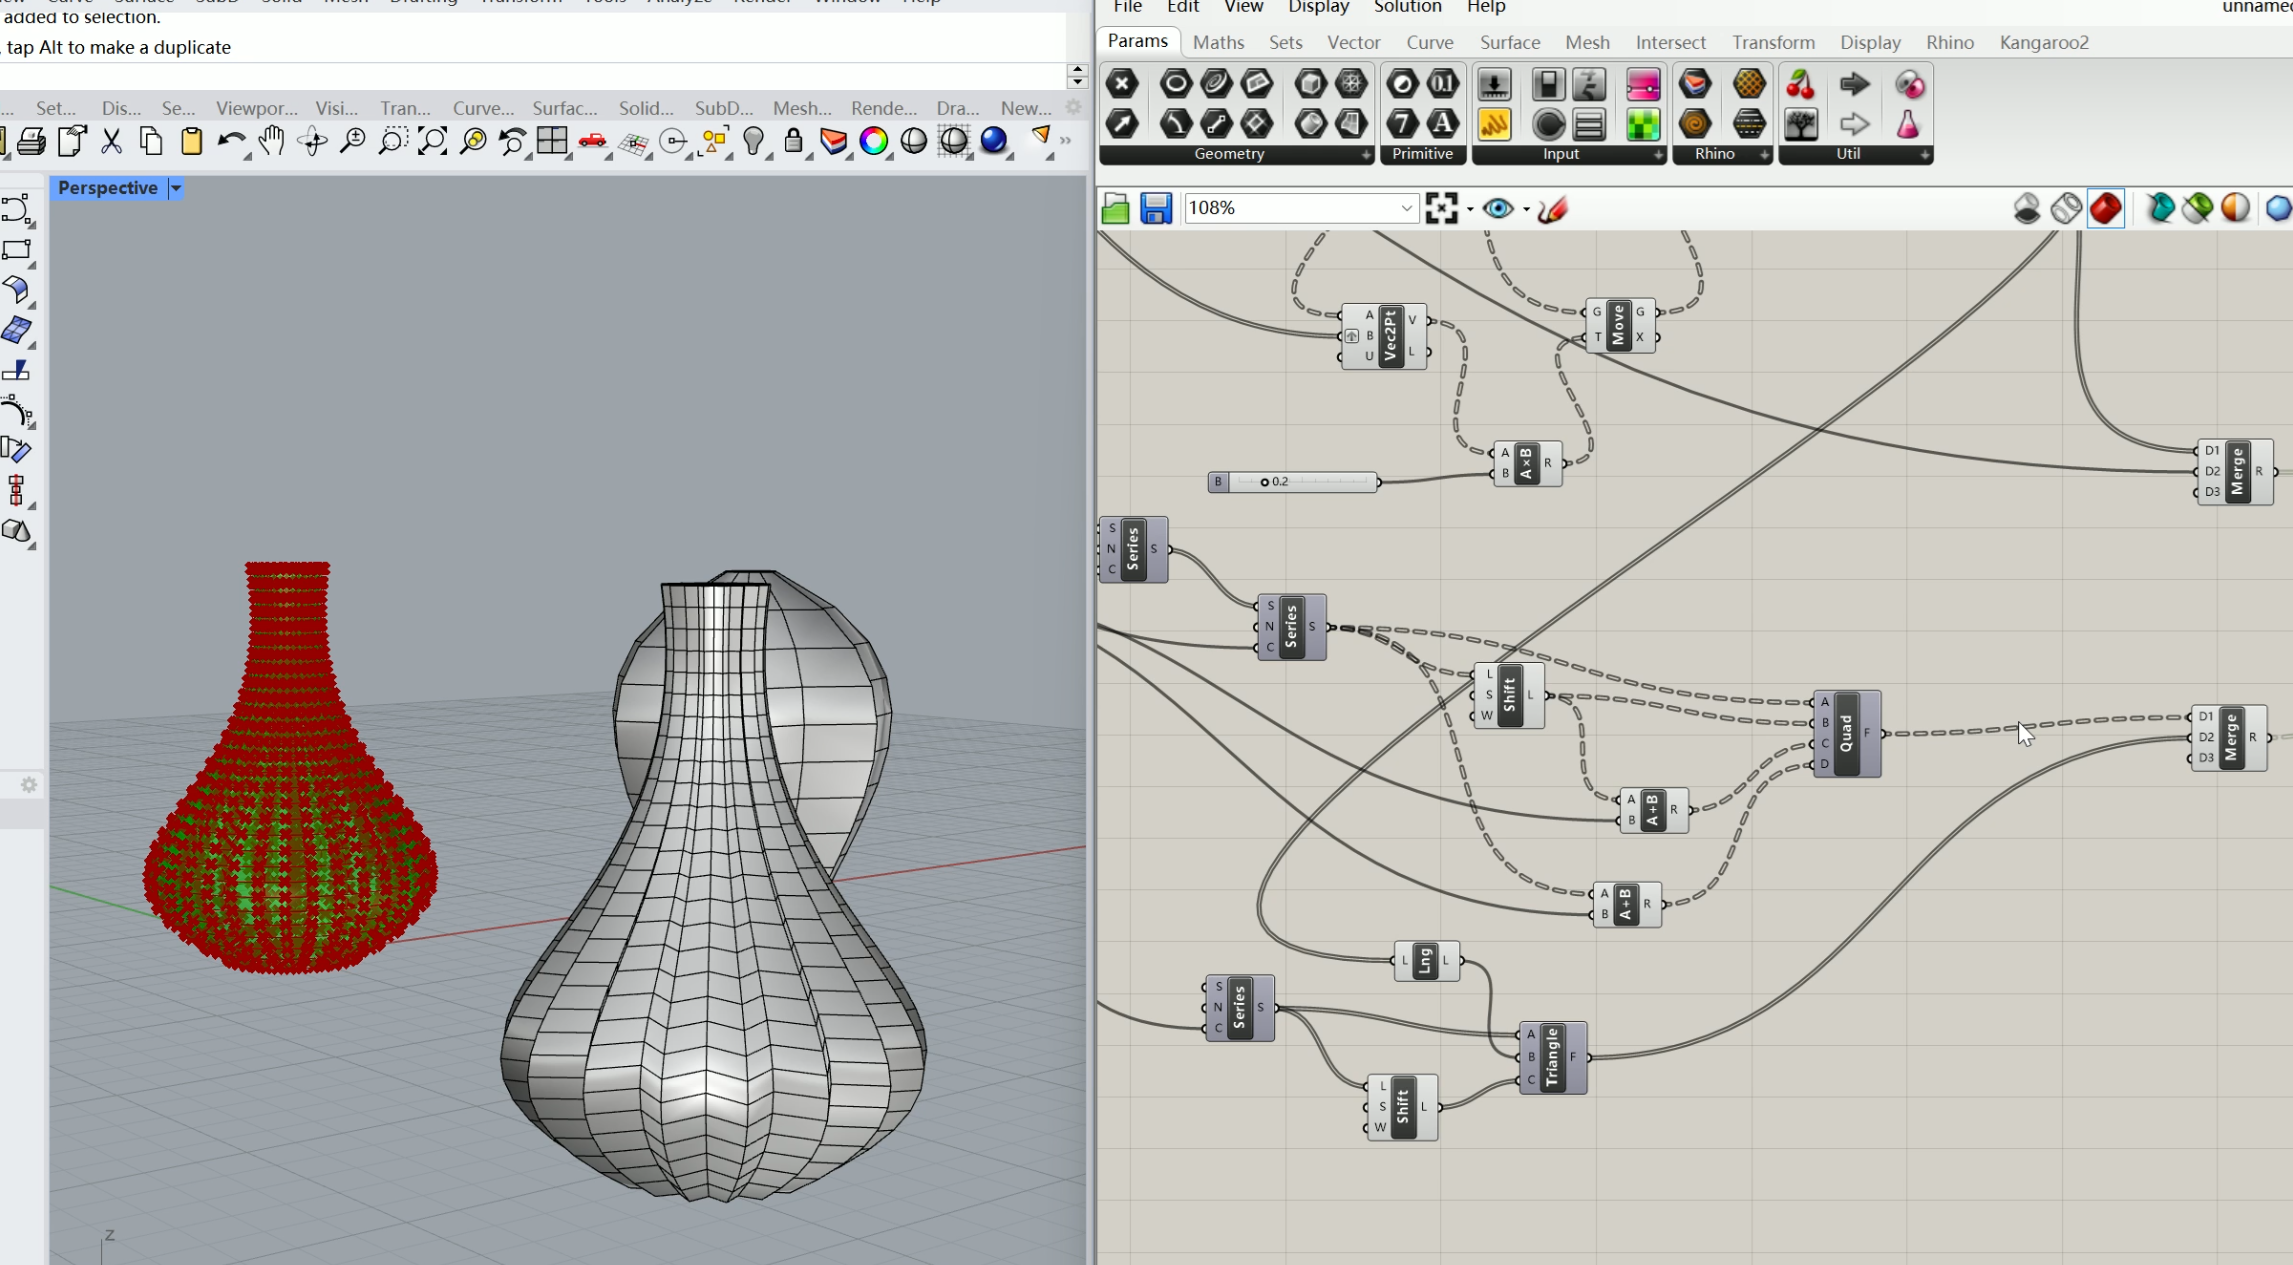 added to selection.
tap Alt to make a duplicate
Set... Dis... Se... Viewpor... Visi... Tran... Curve... Surfac... Solid... SubD... Mesh... Rende... Dra... New...
Perspective
z
File Edit View Display Solution Help
Params Maths Sets Vector Curve Surface Mesh Intersect Transform Display Rhino Kangaroo2
Geometry Primitive Input Rhino Util
108%
A B U Vec2Pt V L
G T Move G X
A B A×B R
B 0.2
D1 D2 D3 Merge R
S N C Series S
S N C Series S
L S W Shift L
A B C D Quad F
D1 D2 D3 Merge R
A B A+B R
A B A+B R
L Lng L
S N C Series S
A B C Triangle F
L S W Shift L